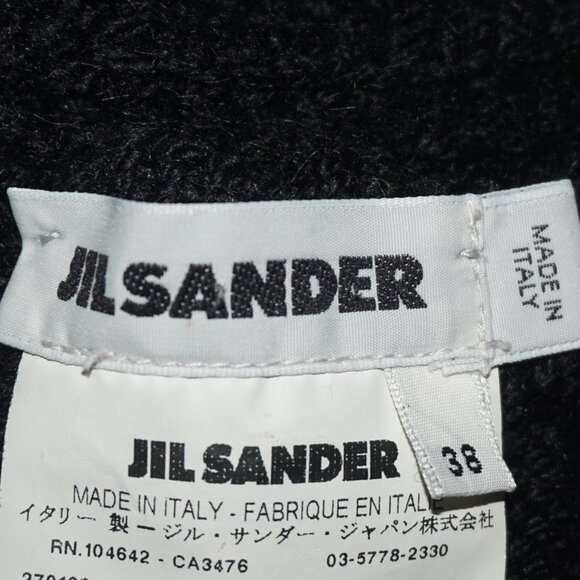 JIL SANDER
MADE IN
ITALY
38
JIL SANDER
MADE IN ITALY - FABRIQUE EN ITALIE
イタリー 製 ー ジル・サンダー・ジャパン株式会社
RN.104642 - CA3476 03-5778-2330